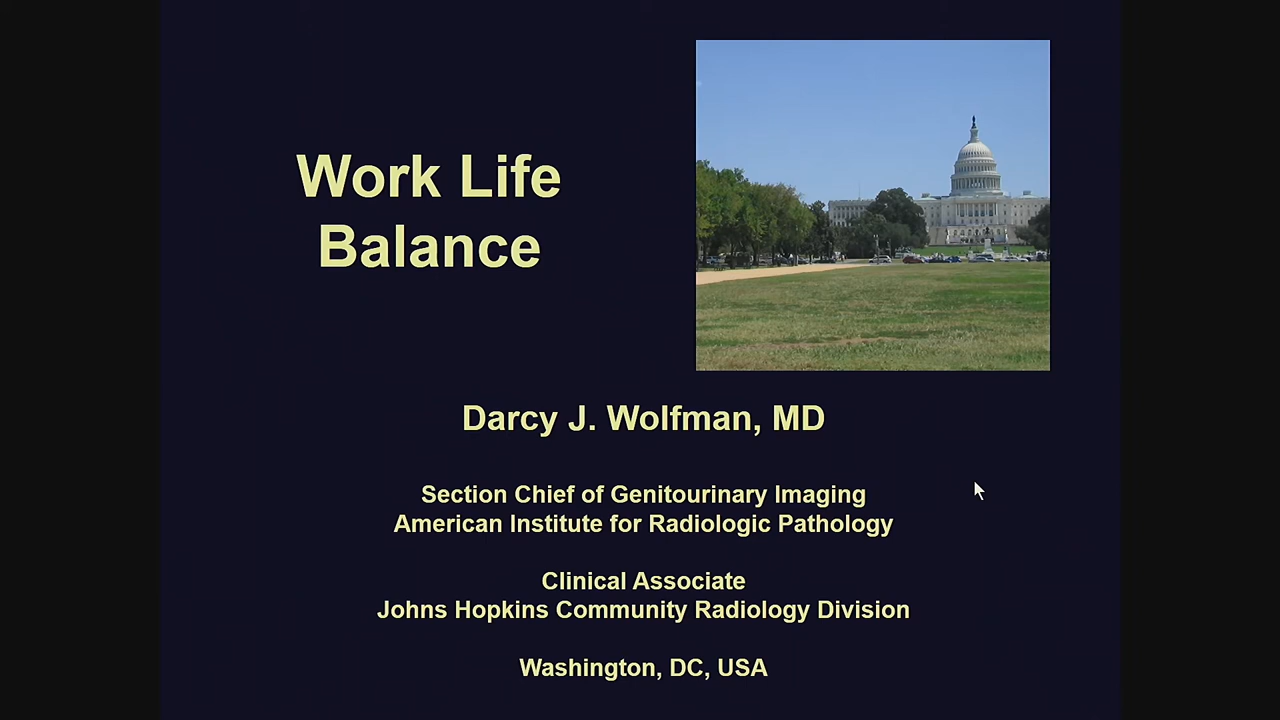 Work Life
Balance
Darcy J. Wolfman, MD
Section Chief of Genitourinary Imaging
American Institute for Radiologic Pathology
Clinical Associate
Johns Hopkins Community Radiology Division
Washington, DC, USA